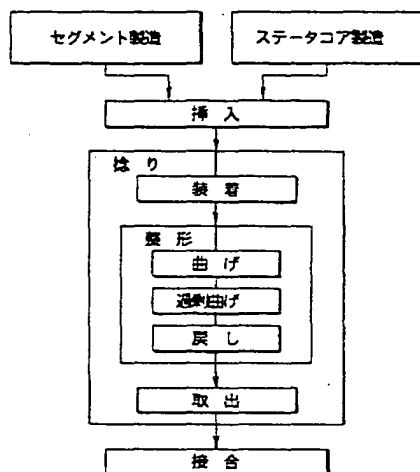 セグメント製造
ステータコア製造
挿入
捻り
装着
整形
曲げ
過剰曲げ
戻し
取出
接合